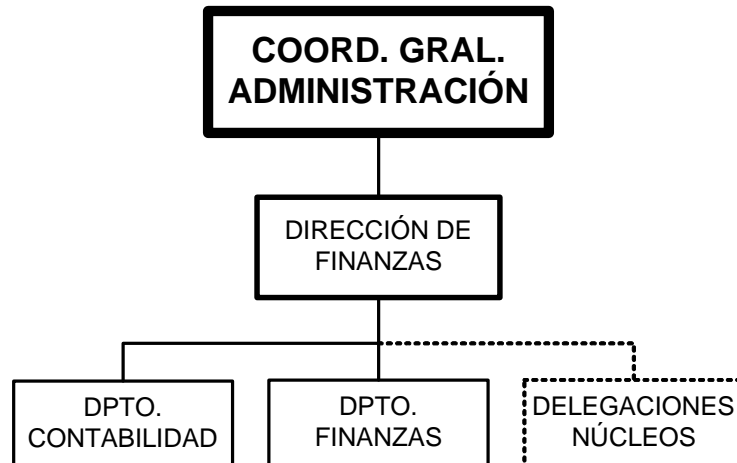 COORD. GRAL.
ADMINISTRACIÓN
DIRECCIÓN DE
FINANZAS
DPTO.
CONTABILIDAD
DPTO.
FINANZAS
DELEGACIONES
NÚCLEOS